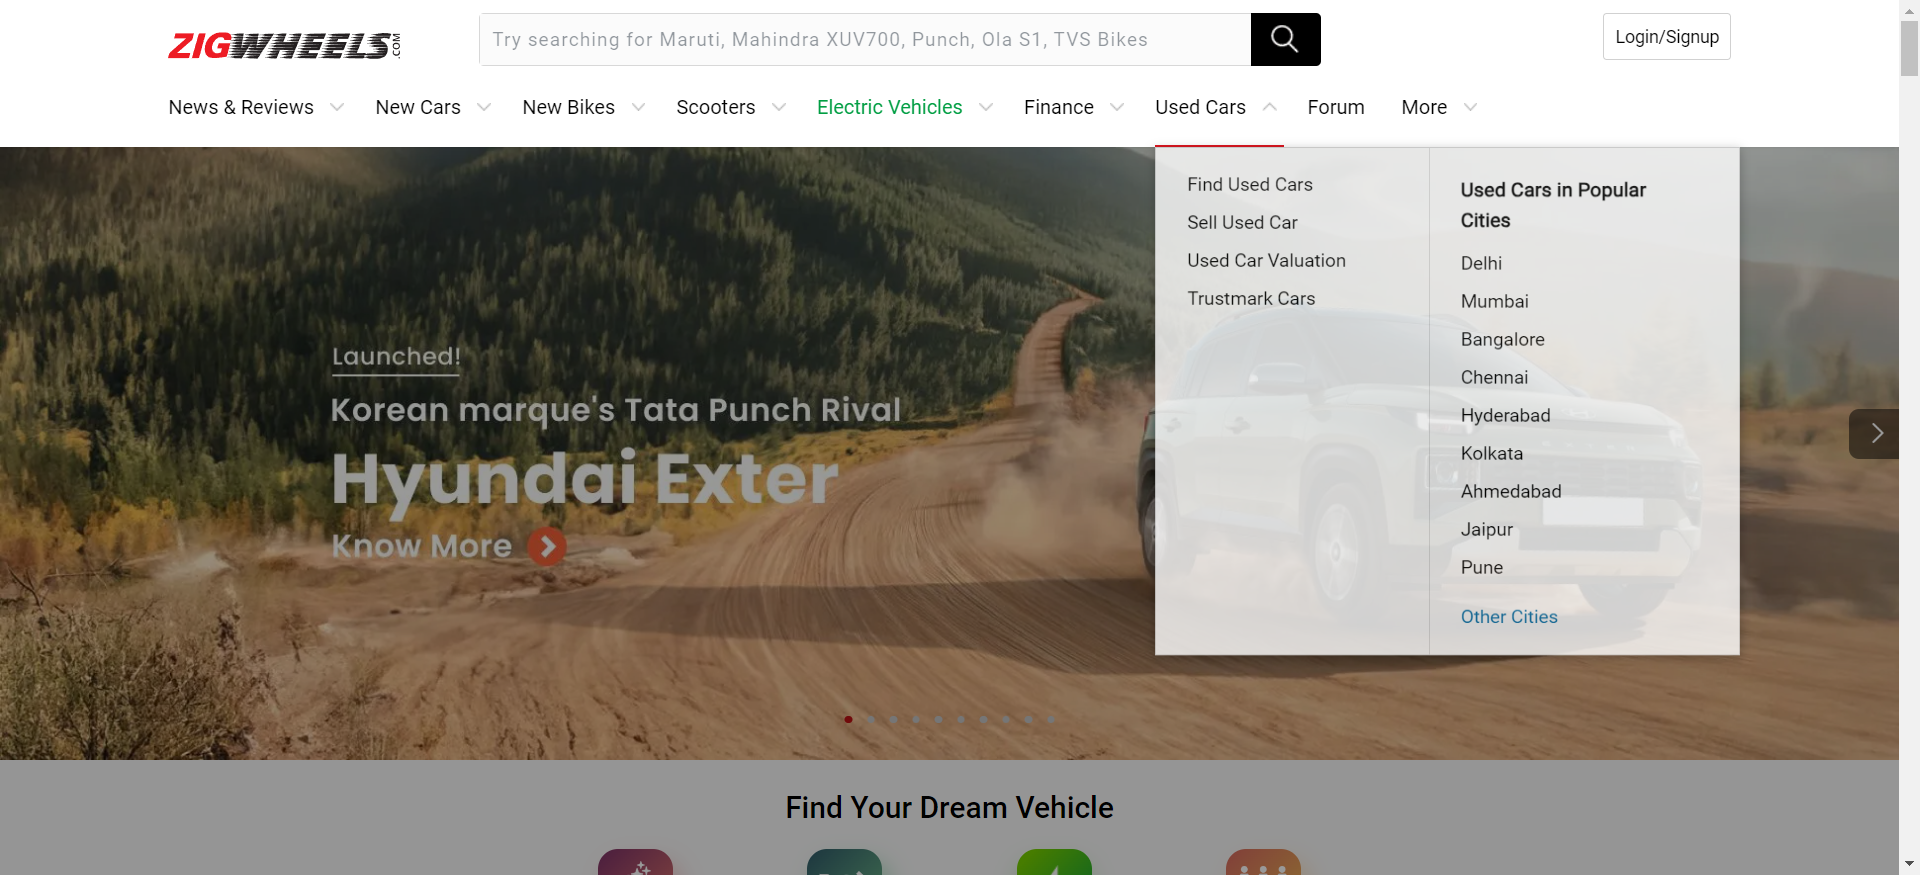 ZIGWHEELS.COM
Try searching for Maruti, Mahindra XUV700, Punch, Ola S1, TVS Bikes
Login/Signup
News & Reviews
New Cars
New Bikes
Scooters
Electric Vehicles
Finance
Used Cars
Forum
More
Find Used Cars
Sell Used Car
Used Car Valuation
Trustmark Cars
Used Cars in Popular
Cities
Delhi
Mumbai
Bangalore
Chennai
Hyderabad
Kolkata
Ahmedabad
Jaipur
Pune
Other Cities
Launched!
Korean marque's Tata Punch Rival
Hyundai Exter
Know More
Find Your Dream Vehicle